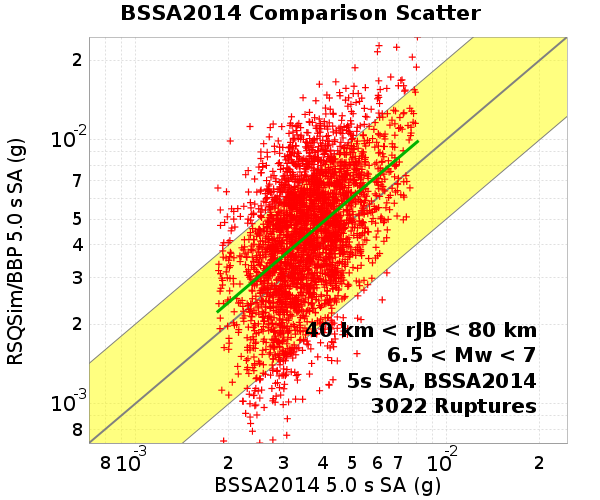 BSSA2014 Comparison Scatter
RSQSim/BBP 5.0 s SA (g)
2
10^-2
7
5
4
3
2
10^-3
8
40 km < rJB < 80 km
6.5 < Mw < 7
5s SA, BSSA2014
3022 Ruptures
8 10^-3 2 3 4 5 6 7 10^-2 2
BSSA2014 5.0 s SA (g)